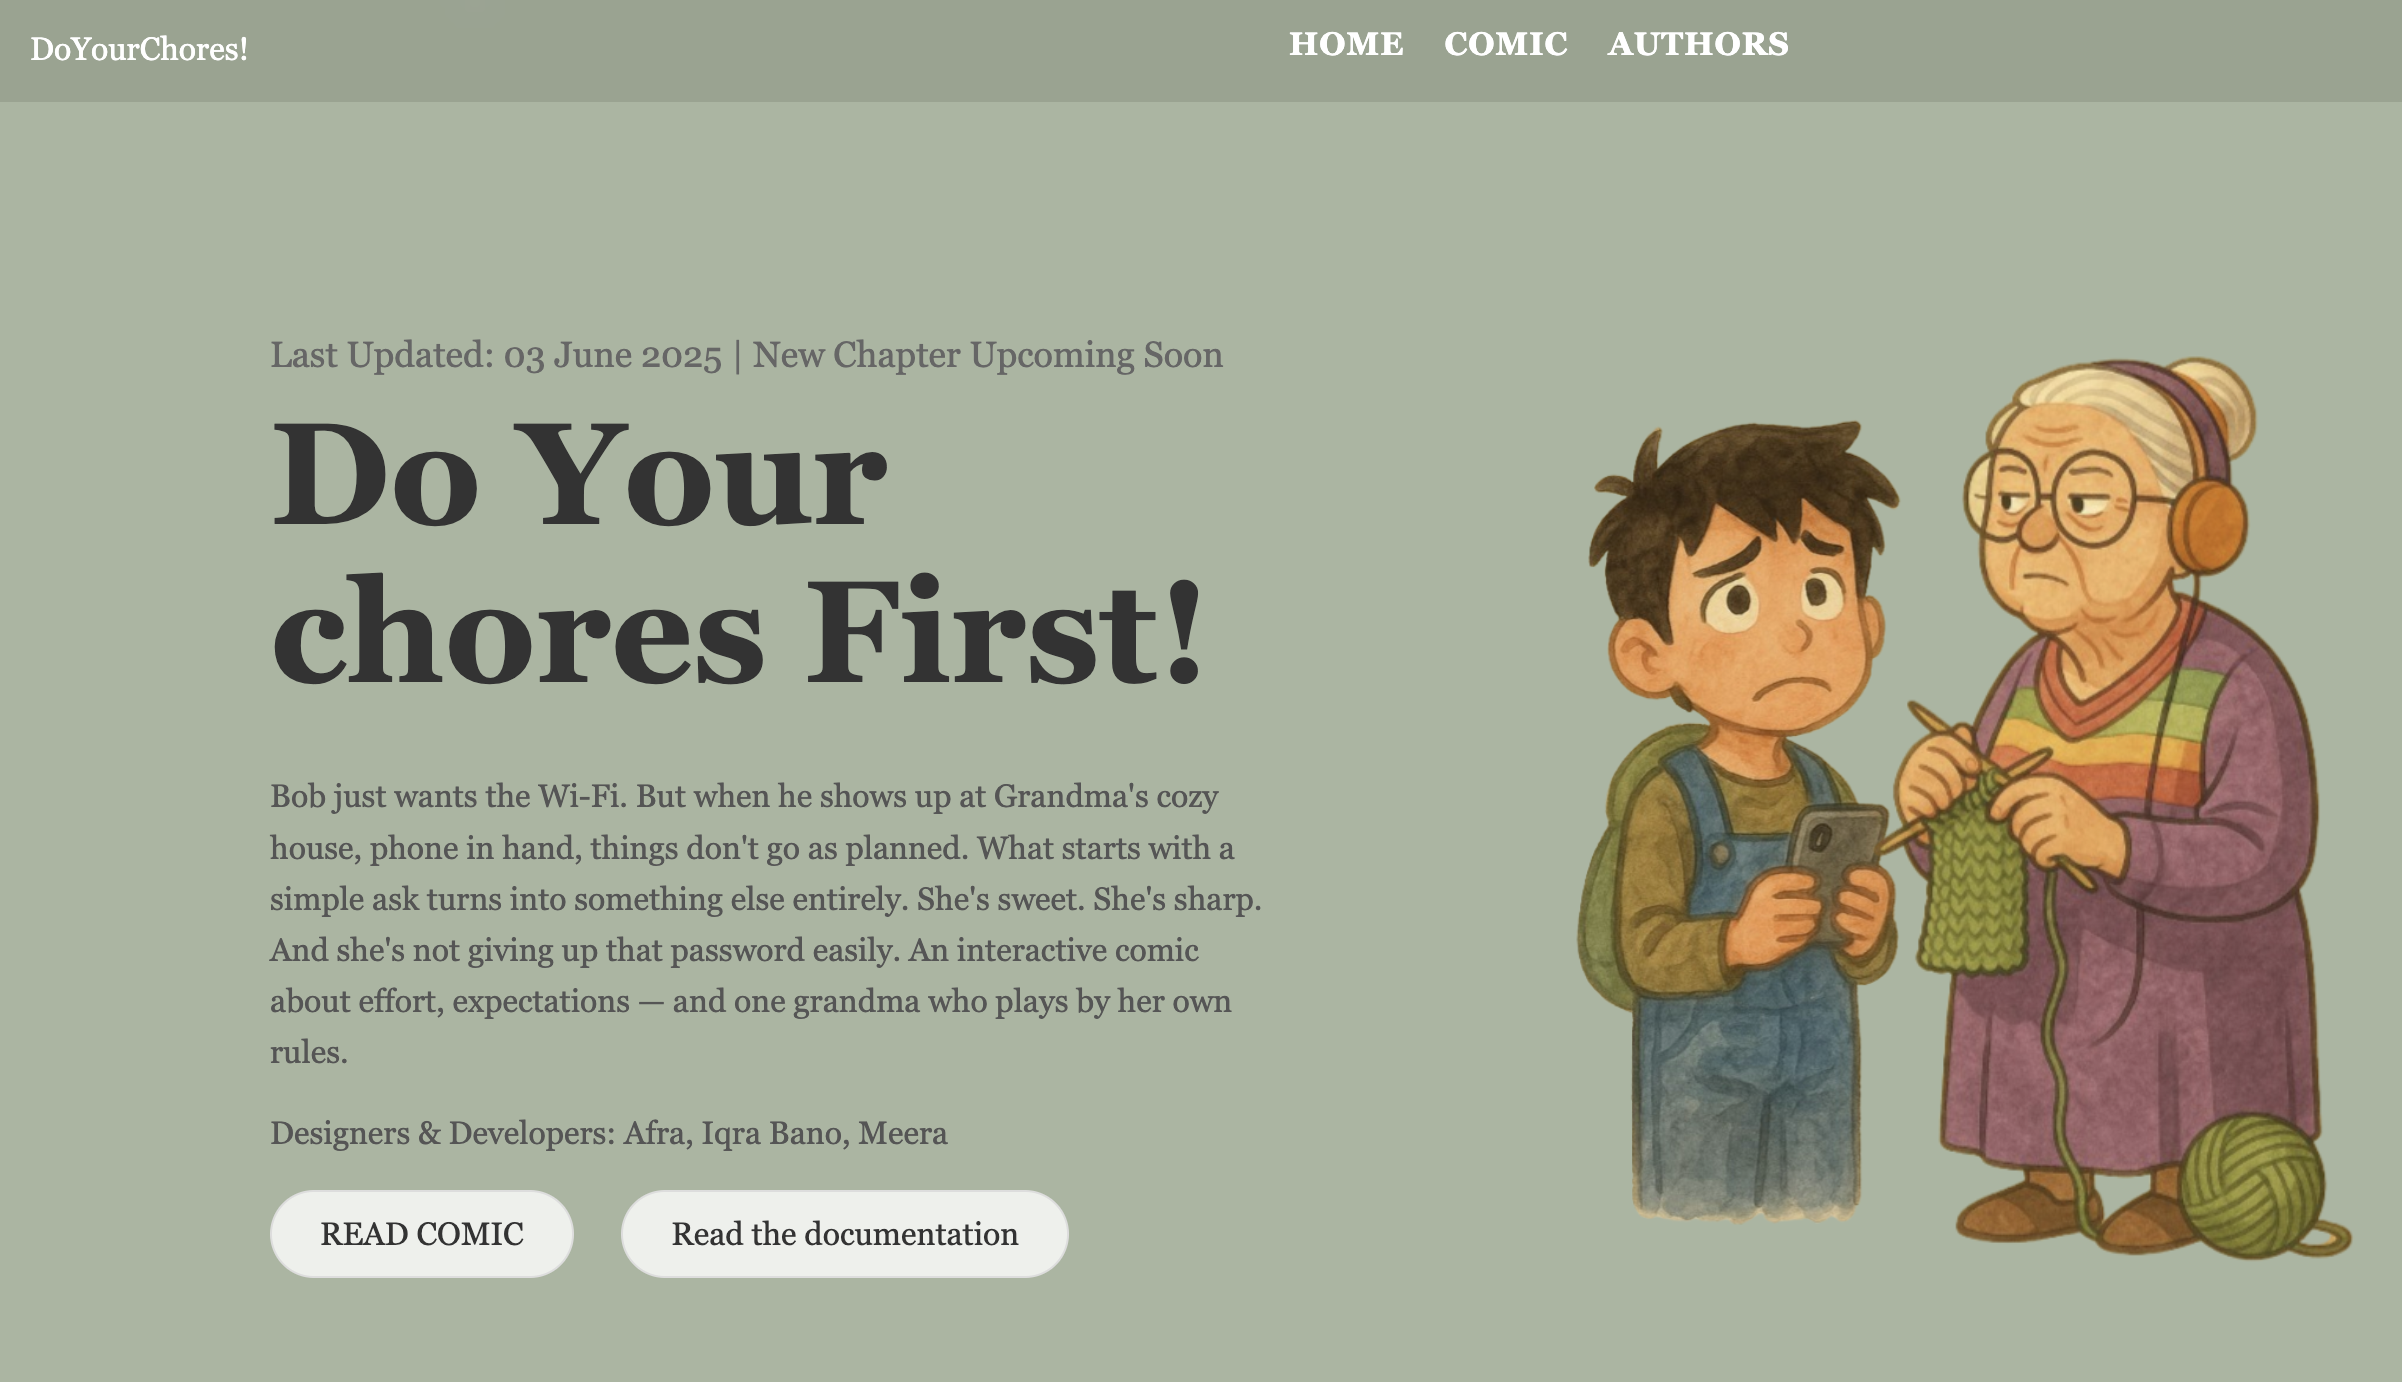 DoYourChores!
HOME COMIC AUTHORS
Last Updated: 03 June 2025 | New Chapter Upcoming Soon
Do Your
chores First!
Bob just wants the Wi-Fi. But when he shows up at Grandma's cozy
house, phone in hand, things don't go as planned. What starts with a
simple ask turns into something else entirely. She's sweet. She's sharp.
And she's not giving up that password easily. An interactive comic
about effort, expectations — and one grandma who plays by her own
rules.
Designers & Developers: Afra, Iqra Bano, Meera
READ COMIC
Read the documentation